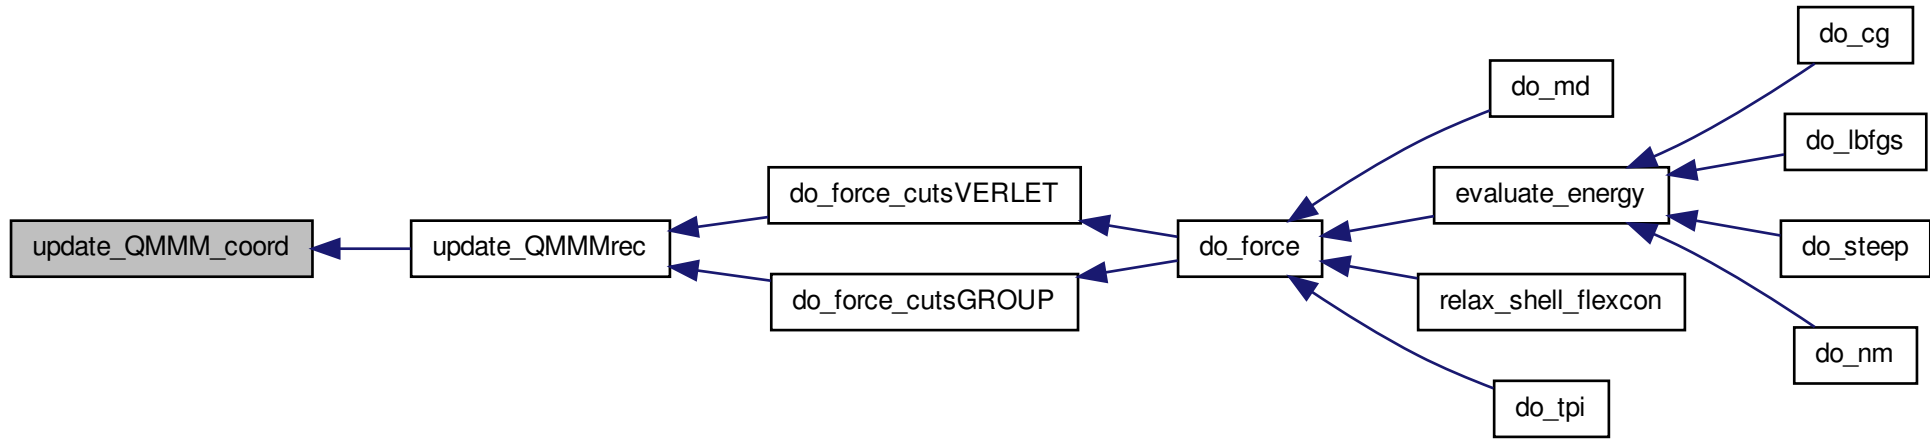 update_QMMM_coord
update_QMMMrec
do_force_cutsVERLET
do_force_cutsGROUP
do_force
do_md
evaluate_energy
relax_shell_flexcon
do_tpi
do_cg
do_lbfgs
do_steep
do_nm